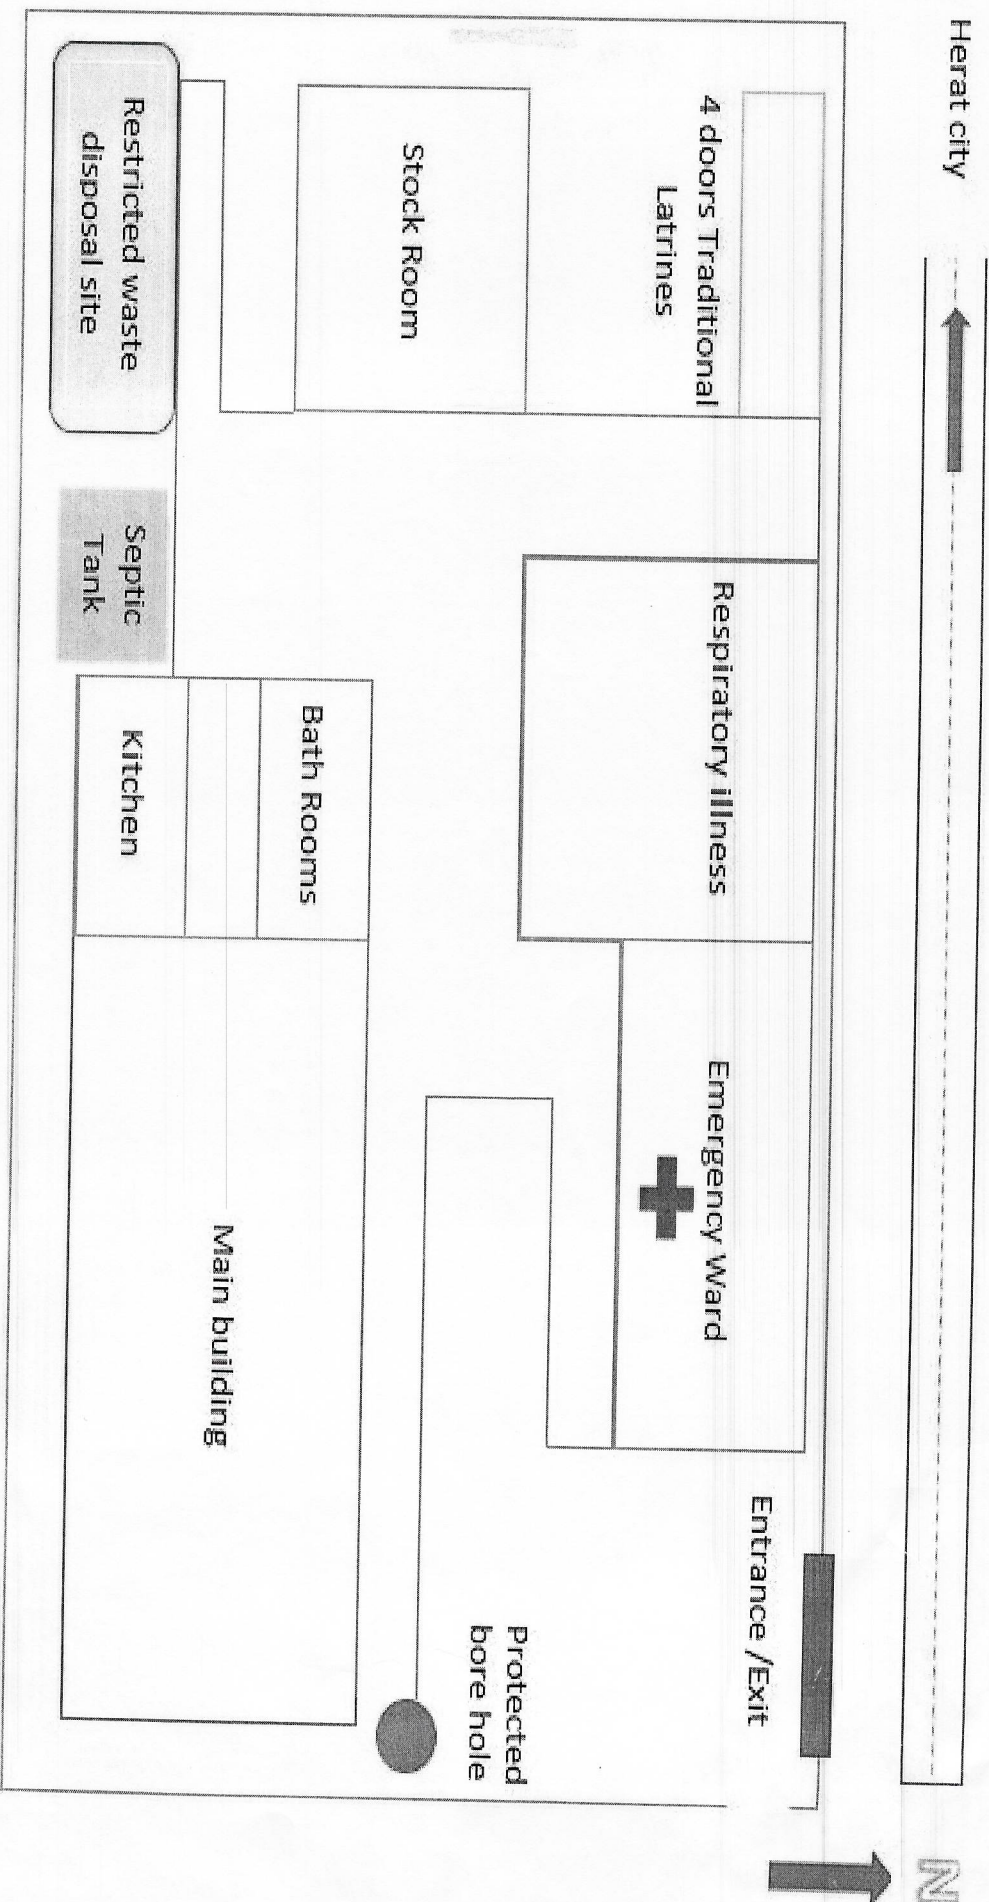 Herat city
N
4 doors Traditional
Latrines
Stock Room
Restricted waste
disposal site
Septic
Tank
Respiratory illness
Emergency Ward
Entrance /Exit
Bath Rooms
Kitchen
Main building
Protected
bore hole